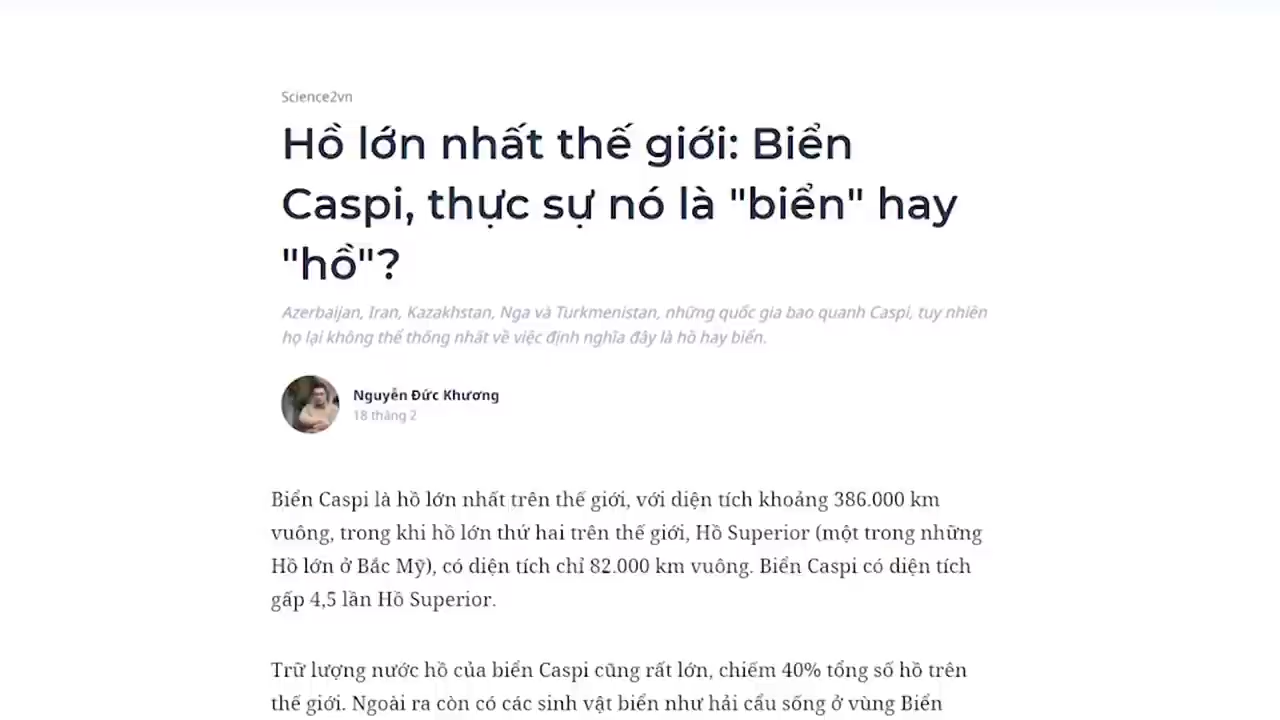 Science2vn
Hồ lớn nhất thế giới: Biển
Caspi, thực sự nó là "biển" hay
"hồ"?
Azerbaijan, Iran, Kazakhstan, Nga và Turkmenistan, những quốc gia bao quanh Caspi, tuy nhiên
họ lại không thể thống nhất về việc định nghĩa đây là hồ hay biển.
Nguyễn Đức Khương
18 tháng 2
Biển Caspi là hồ lớn nhất trên thế giới, với diện tích khoảng 386.000 km
vuông, trong khi hồ lớn thứ hai trên thế giới, Hồ Superior (một trong những
Hồ lớn ở Bắc Mỹ), có diện tích chỉ 82.000 km vuông. Biển Caspi có diện tích
gấp 4,5 lần Hồ Superior.
Trữ lượng nước hồ của biển Caspi cũng rất lớn, chiếm 40% tổng số hồ trên
thế giới. Ngoài ra còn có các sinh vật biển như hải cẩu sống ở vùng Biển